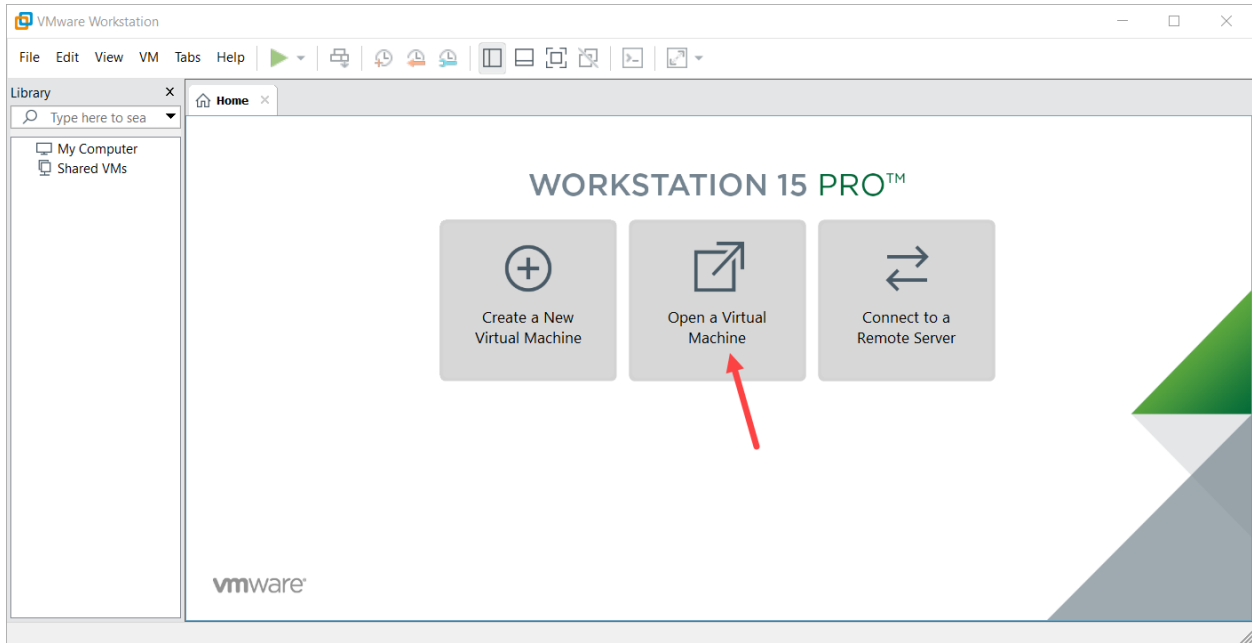 VMware Workstation
File Edit View VM Tabs Help
Library X
Home
Type here to sea
My Computer
Shared VMs
WORKSTATION 15 PRO™
Create a New
Virtual Machine
Open a Virtual
Machine
Connect to a
Remote Server
vmware®